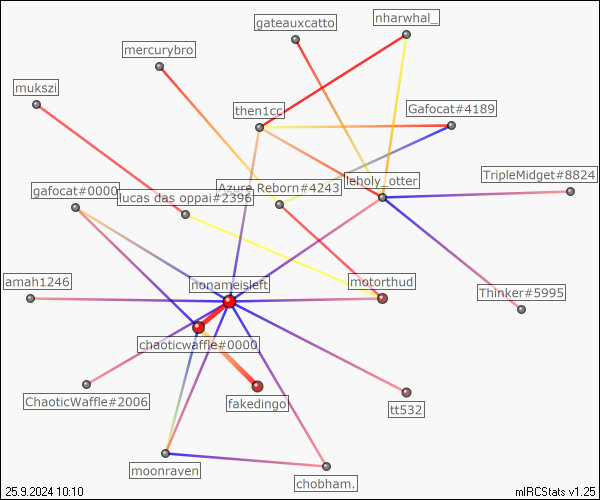 nharwhal_
gateauxcatto
mercurybro
mukszi
then1cc
Gafocat#4189
TripleMidget#8824
leholy_otter
gafocat#0000
Azure Reborn#4243
lucas das oppai#2396
amah1246
nonameisleft
motorthud
Thinker#5995
chaoticwaffle#0000
ChaoticWaffle#2006
fakedingo
tt532
moonraven
chobham.
25.9.2024 10:10
mIRCStats v1.25